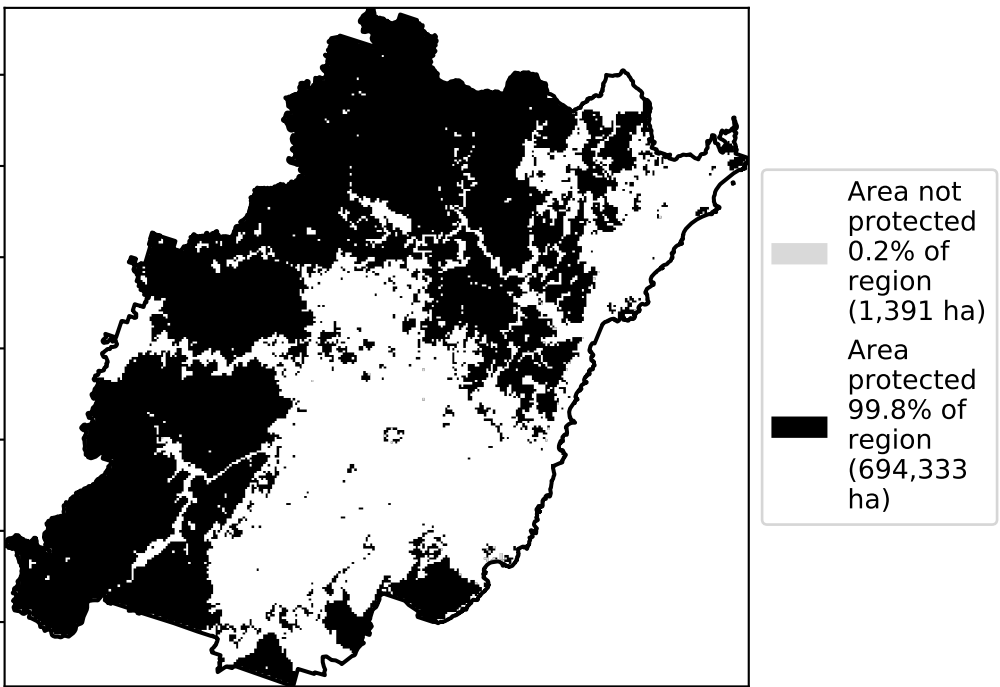 Area not
protected
0.2% of
region
(1,391 ha)
Area
protected
99.8% of
region
(694,333
ha)